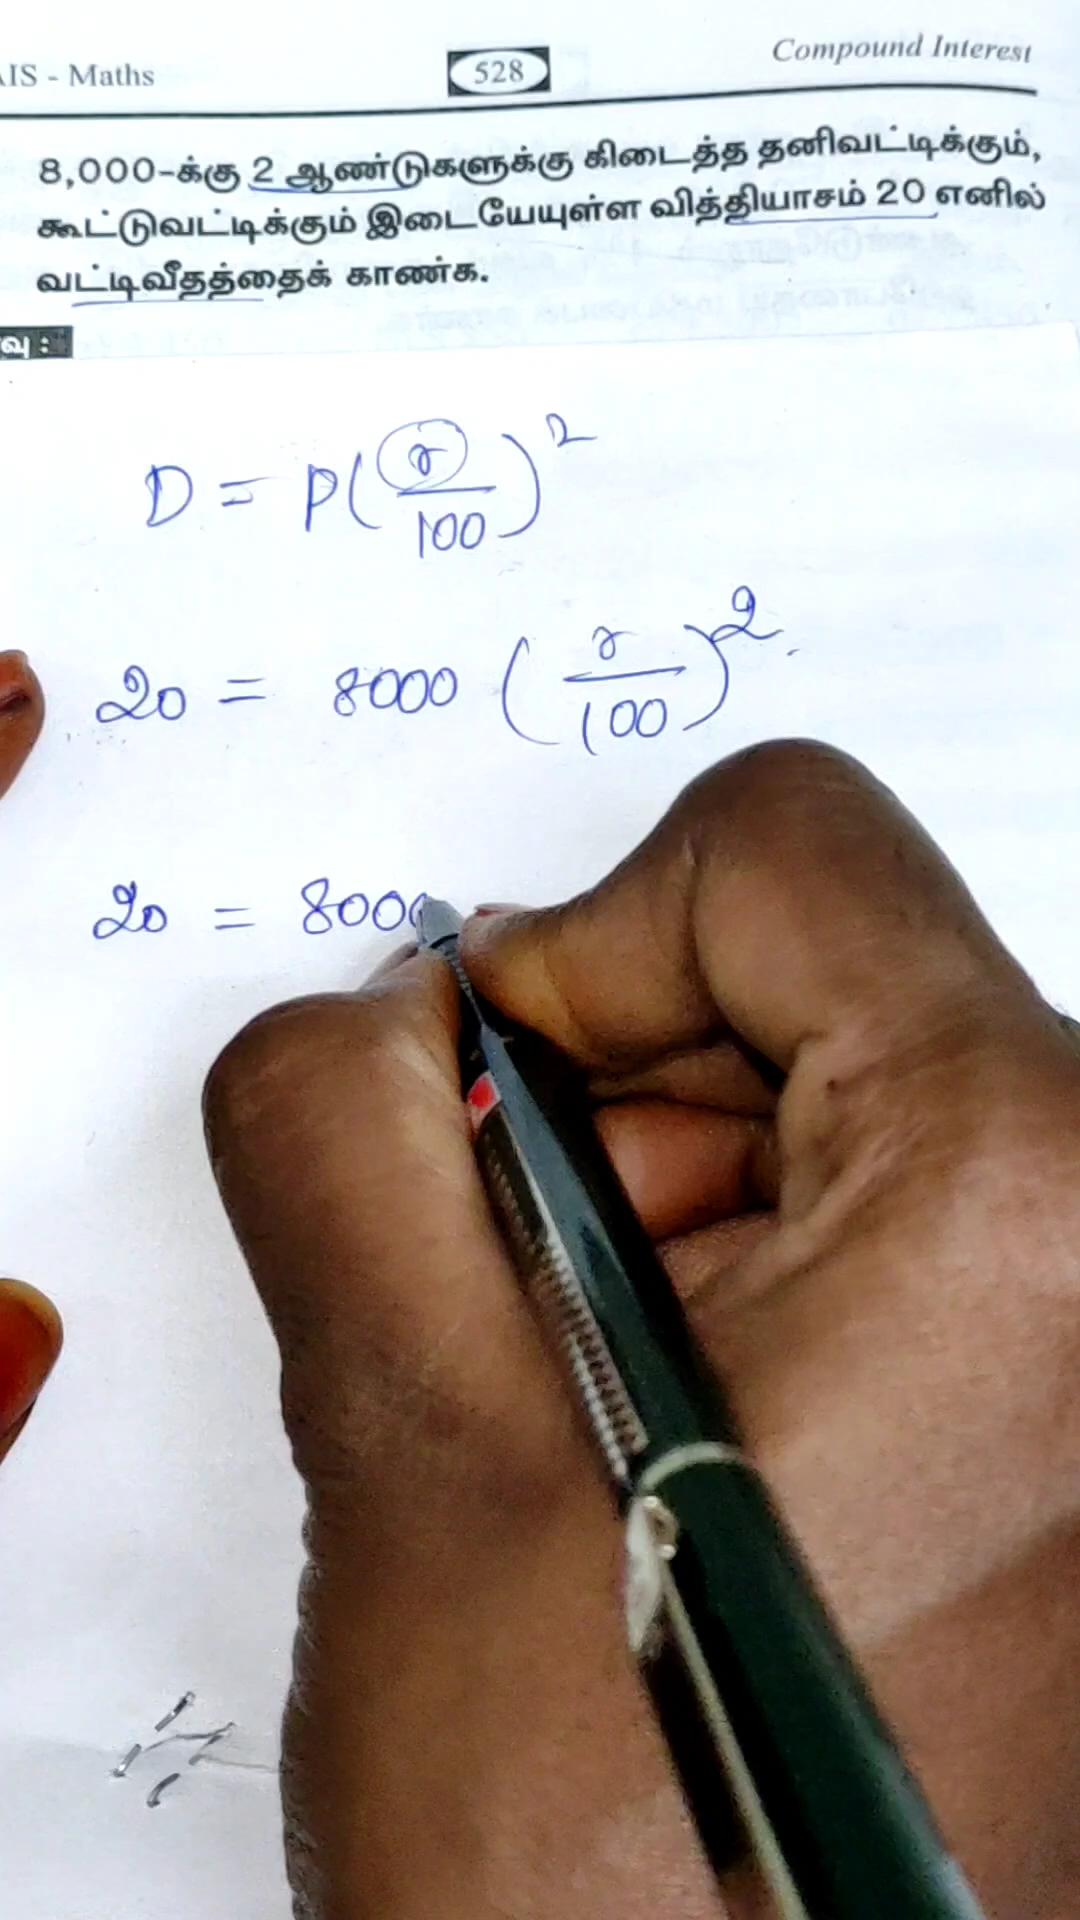 AIS - Maths
528
Compound Interest
8,000-க்கு 2 ஆண்டுகளுக்கு கிடைத்த தனிவட்டிக்கும்,
கூட்டுவட்டிக்கும் இடையேயுள்ள வித்தியாசம் 20 எனில்
வட்டிவீதத்தைக் காண்க.
வு :
D = P(r/100)²
20 = 8000 (r/100)².
20 = 8000